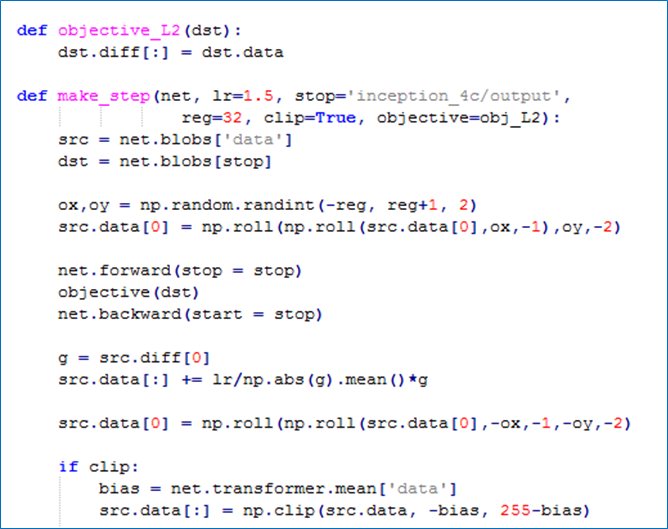 def objective_L2(dst):
    dst.diff[:] = dst.data
def make_step(net, lr=1.5, stop='inception_4c/output',
                reg=32, clip=True, objective=obj_L2):
    src = net.blobs['data']
    dst = net.blobs[stop]
    ox,oy = np.random.randint(-reg, reg+1, 2)
    src.data[0] = np.roll(np.roll(src.data[0],ox,-1),oy,-2)
    net.forward(stop = stop)
    objective(dst)
    net.backward(start = stop)
    g = src.diff[0]
    src.data[:] += lr/np.abs(g).mean()*g
    src.data[0] = np.roll(np.roll(src.data[0],-ox,-1,-oy,-2)
    if clip:
        bias = net.transformer.mean['data']
        src.data[:] = np.clip(src.data, -bias, 255-bias)